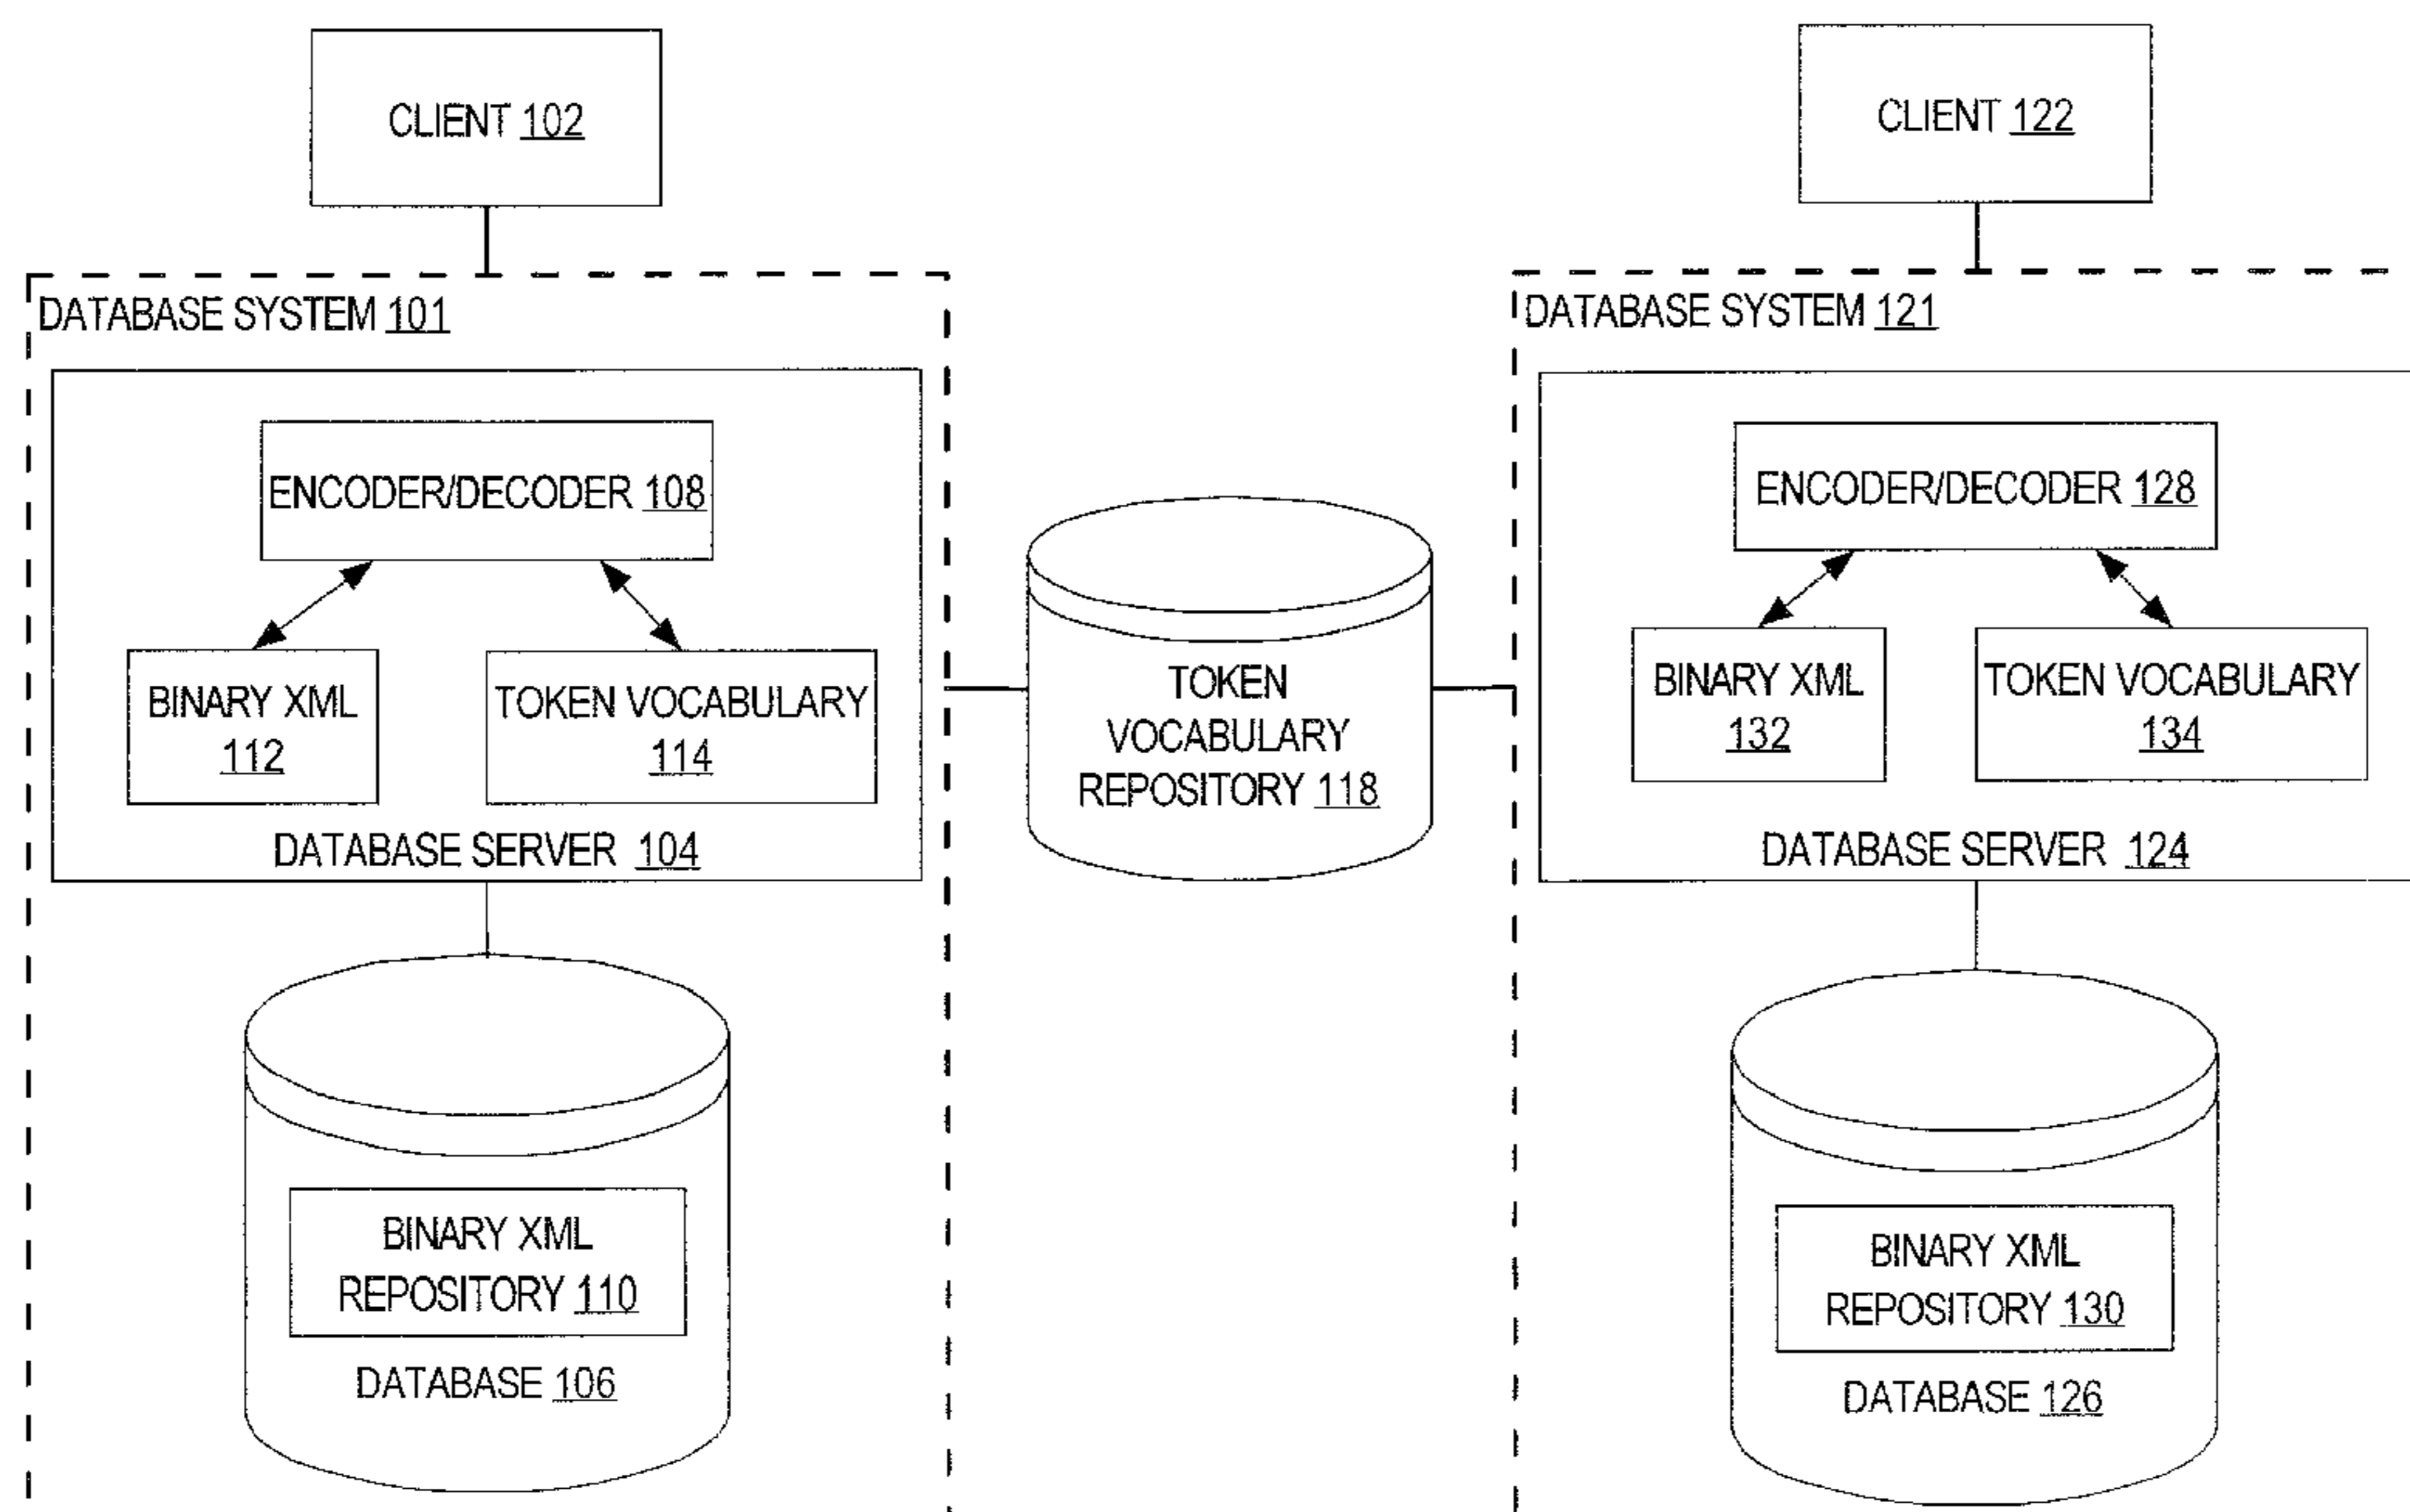 CLIENT 102
DATABASE SYSTEM 101
ENCODER/DECODER 108
BINARY XML
112
TOKEN VOCABULARY
114
DATABASE SERVER 104
BINARY XML
REPOSITORY 110
DATABASE 106
TOKEN
VOCABULARY
REPOSITORY 118
CLIENT 122
DATABASE SYSTEM 121
ENCODER/DECODER 128
BINARY XML
132
TOKEN VOCABULARY
134
DATABASE SERVER 124
BINARY XML
REPOSITORY 130
DATABASE 126